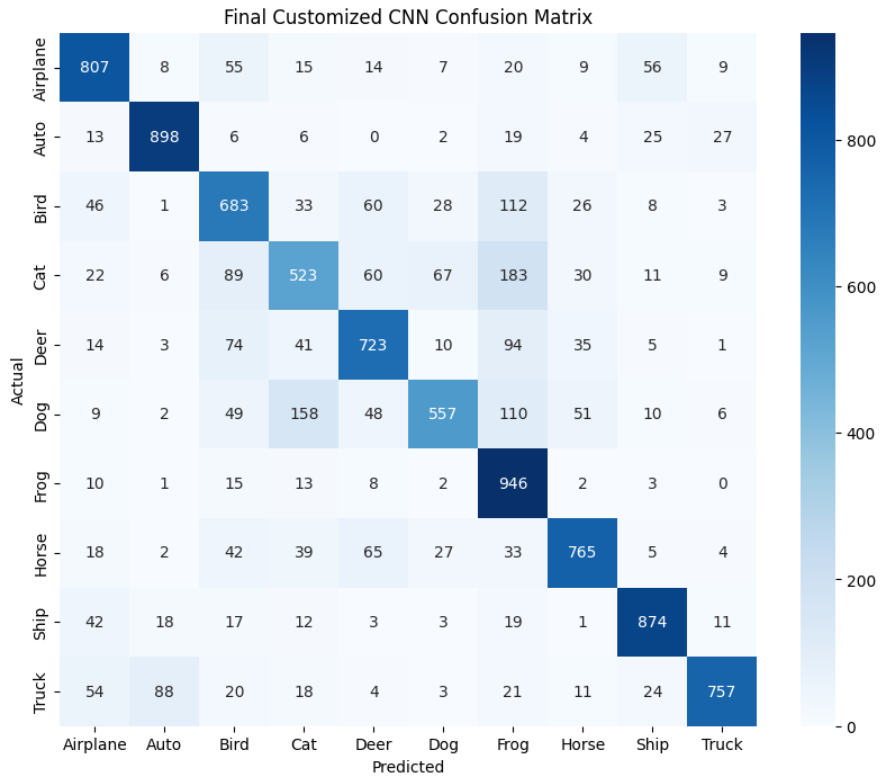 Final Customized CNN Confusion Matrix
Airplane 807 8 55 15 14 7 20 9 56 9
Auto 13 898 6 6 0 2 19 4 25 27
Bird 46 1 683 33 60 28 112 26 8 3
Cat 22 6 89 523 60 67 183 30 11 9
Deer 14 3 74 41 723 10 94 35 5 1
Dog 9 2 49 158 48 557 110 51 10 6
Frog 10 1 15 13 8 2 946 2 3 0
Horse 18 2 42 39 65 27 33 765 5 4
Ship 42 18 17 12 3 3 19 1 874 11
Truck 54 88 20 18 4 3 21 11 24 757
Actual
Airplane Auto Bird Cat Deer Dog Frog Horse Ship Truck
Predicted
800
600
400
200
0